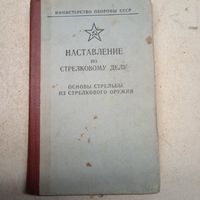 МИНИСТЕРСТВО ОБОРОНЫ СССР
НАСТАВЛЕНИЕ
ПО
СТРЕЛКОВОМУ ДЕЛУ
ОСНОВЫ СТРЕЛЬБЫ
ИЗ СТРЕЛКОВОГО ОРУЖИЯ